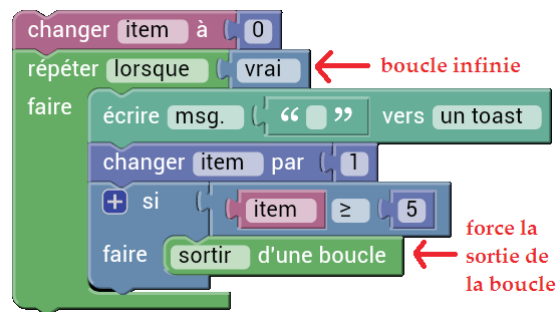 changer item à 0
répéter lorsque vrai
boucle infinie
faire écrire msg. “ ” vers un toast
changer item par 1
+ si item ≥ 5
faire sortir d'une boucle
force la
sortie de
la boucle